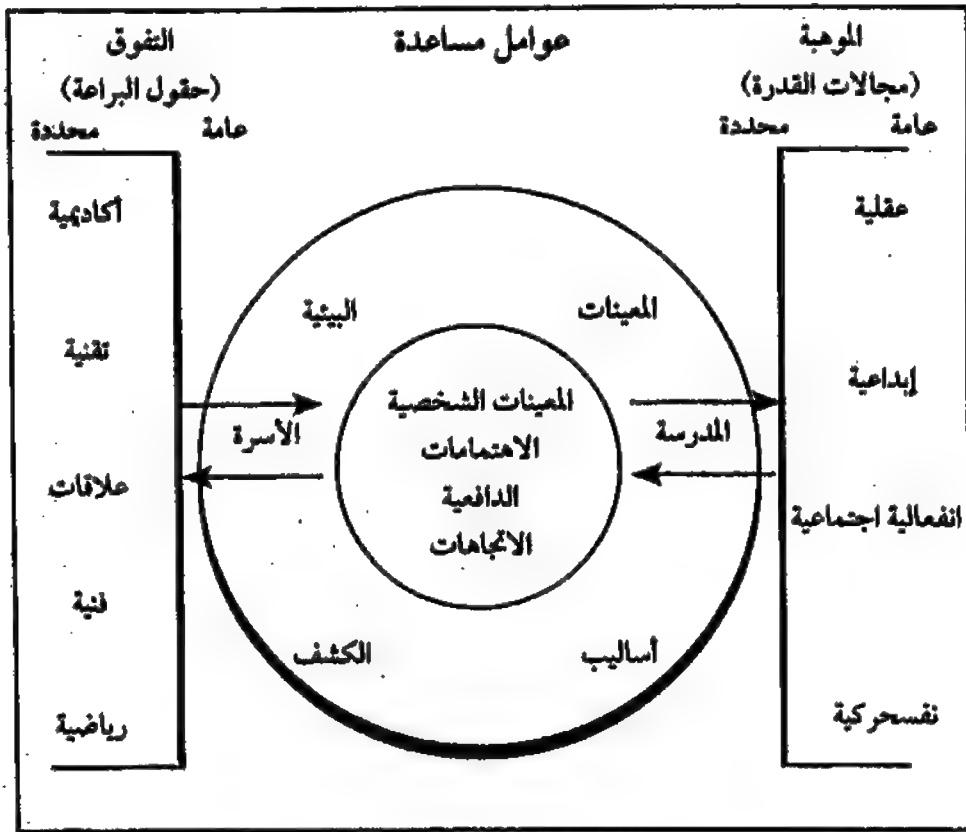 الموهبة
(مجالات القدرة)
عامة محددة
عوامل مساعدة
التفوق
(حقول البراعة)
عامة محددة
عقلية
إبداعية
انفعالية اجتماعية
نفسحركية
المعينات البيئية
المدرسة
الأسرة
أساليب الكشف
المعينات الشخصية
الاهتمامات
الدافعية
الاتجاهات
أكاديمية
تقنية
علاقات
فنية
رياضية